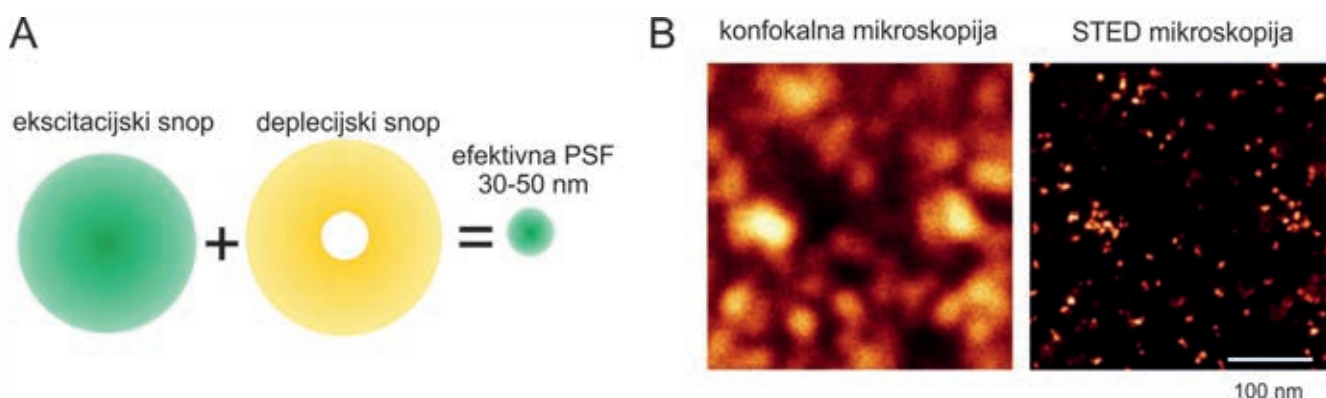 A
ekscitacijski snop
deplecijski snop
efektivna PSF
30-50 nm
+
=
B
konfokalna mikroskopija
STED mikroskopija
100 nm